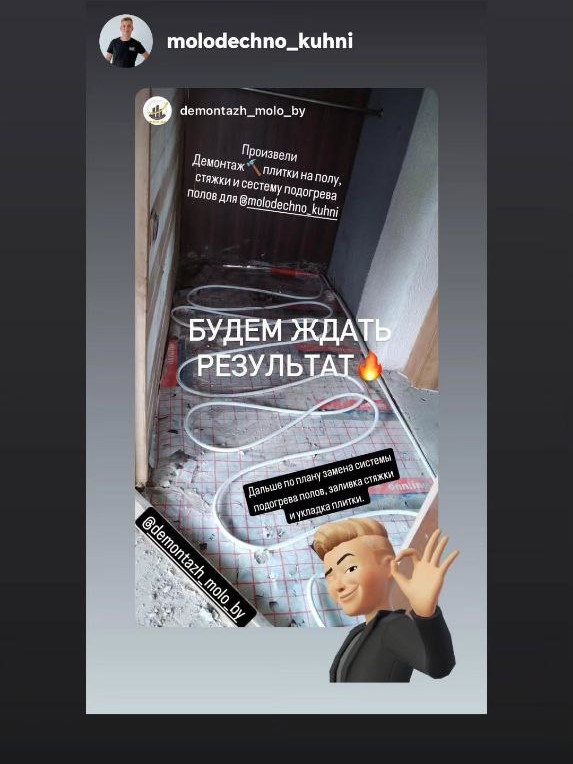 molodechno_kuhni
demontazh_molo_by
Произвели
Демонтаж🔨плитки на полу,
стяжки и сестему подогрева
полов для @molodechno_kuhni
БУДЕМ ЖДАТЬ
РЕЗУЛЬТАТ🔥
Дальше по плану замена системы
подогрева полов, заливка стяжки
и укладка плитки.
@demontazh_molo_by